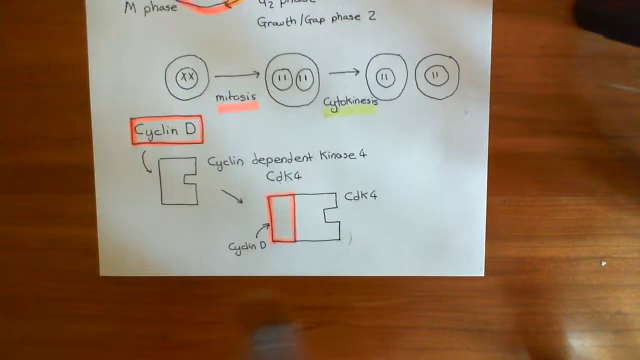 M phase
G2 phase
Growth/Gap phase 2
xx
mitosis
Cytokinesis
Cyclin D
Cyclin dependent Kinase 4
Cdk4
Cdk4
Cyclin D